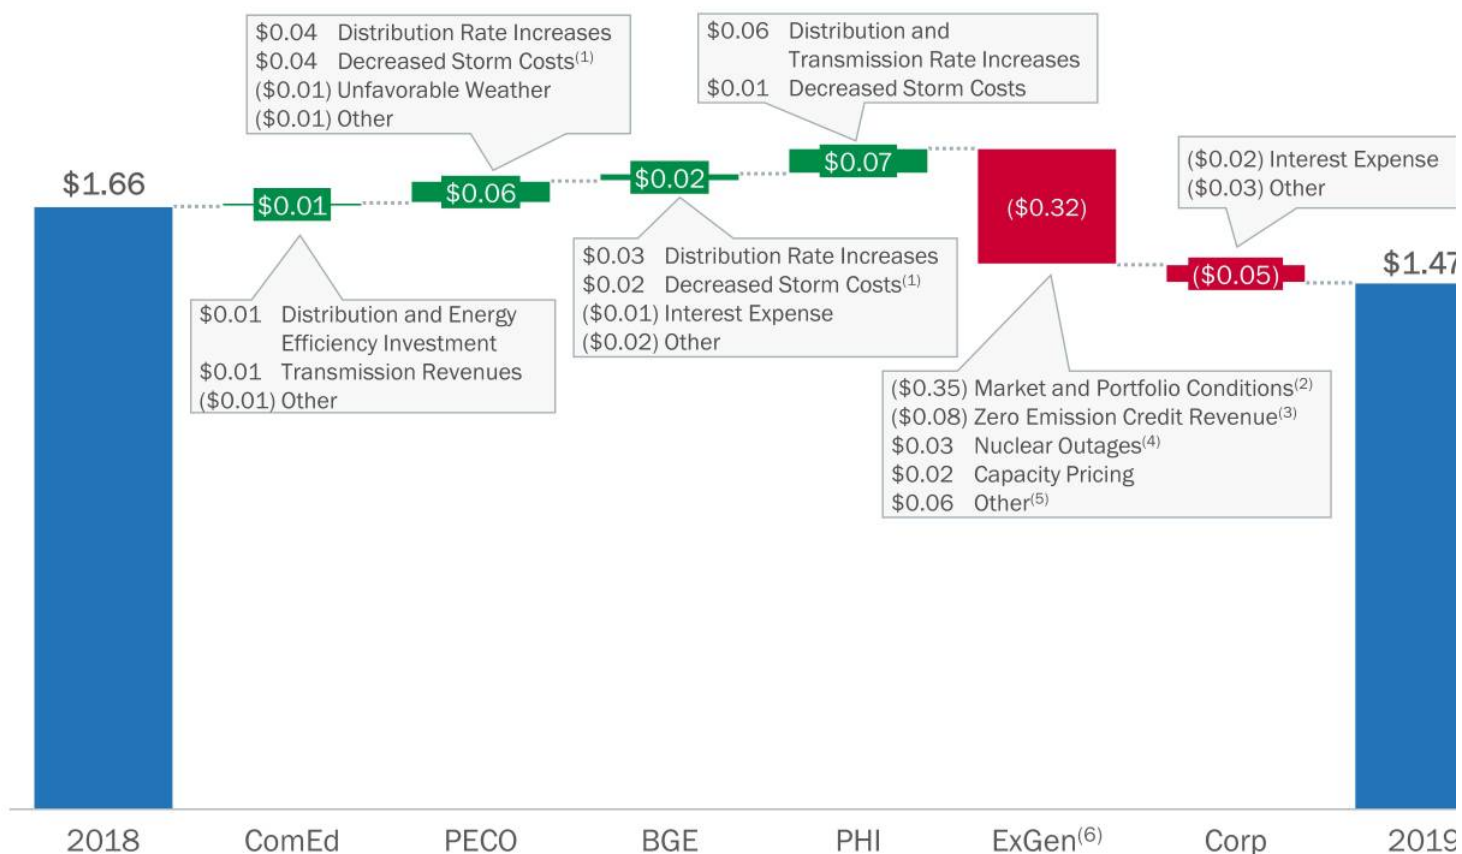 $0.04 Distribution Rate Increases
$0.04 Decreased Storm Costs(1)
($0.01) Unfavorable Weather
($0.01) Other
$0.06 Distribution and
Transmission Rate Increases
$0.01 Decreased Storm Costs
($0.02) Interest Expense
($0.03) Other
$1.66
$0.01
$0.06
$0.02
$0.07
($0.32)
($0.05)
$1.47
$0.01 Distribution and Energy
Efficiency Investment
$0.01 Transmission Revenues
($0.01) Other
$0.03 Distribution Rate Increases
$0.02 Decreased Storm Costs(1)
($0.01) Interest Expense
($0.02) Other
($0.35) Market and Portfolio Conditions(2)
($0.08) Zero Emission Credit Revenue(3)
$0.03 Nuclear Outages(4)
$0.02 Capacity Pricing
$0.06 Other(5)
2018
ComEd
PECO
BGE
PHI
ExGen(6)
Corp
2019